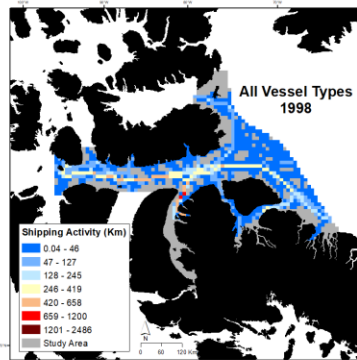 All Vessel Types
1998
Shipping Activity (Km)
0.04 - 46
47 - 127
128 - 245
246 - 419
420 - 658
659 - 1200
1201 - 2486
Study Area
N
0 60 120 Km